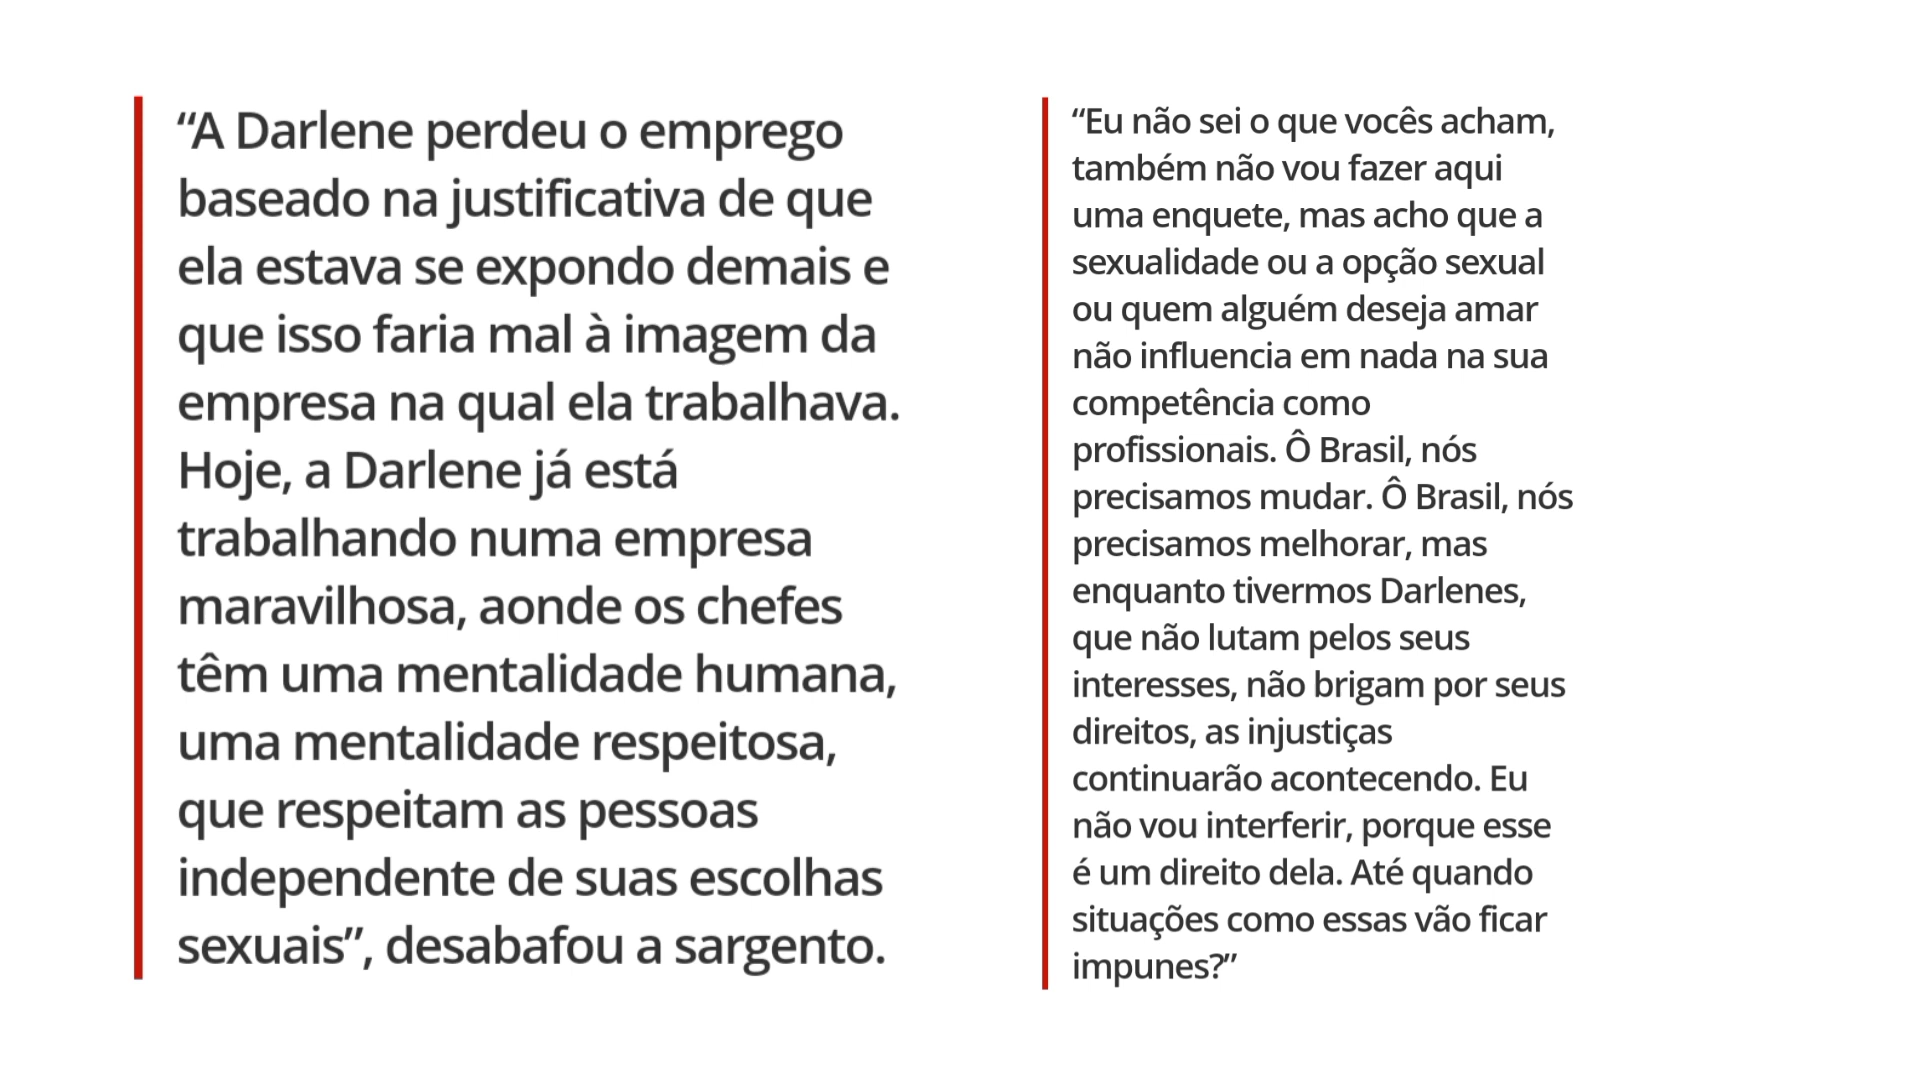 “A Darlene perdeu o emprego
baseado na justificativa de que
ela estava se expondo demais e
que isso faria mal à imagem da
empresa na qual ela trabalhava.
Hoje, a Darlene já está
trabalhando numa empresa
maravilhosa, aonde os chefes
têm uma mentalidade humana,
uma mentalidade respeitosa,
que respeitam as pessoas
independente de suas escolhas
sexuais”, desabafou a sargento.
“Eu não sei o que vocês acham,
também não vou fazer aqui
uma enquete, mas acho que a
sexualidade ou a opção sexual
ou quem alguém deseja amar
não influencia em nada na sua
competência como
profissionais. Ô Brasil, nós
precisamos mudar. Ô Brasil, nós
precisamos melhorar, mas
enquanto tivermos Darlenes,
que não lutam pelos seus
interesses, não brigam por seus
direitos, as injustiças
continuarão acontecendo. Eu
não vou interferir, porque esse
é um direito dela. Até quando
situações como essas vão ficar
impunes?”